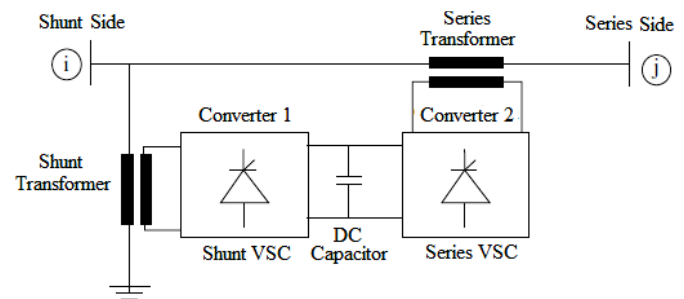 Shunt Side
Series
Transformer
Series Side
i
j
Converter 1
Converter 2
Shunt
Transformer
DC
Capacitor
Shunt VSC
Series VSC